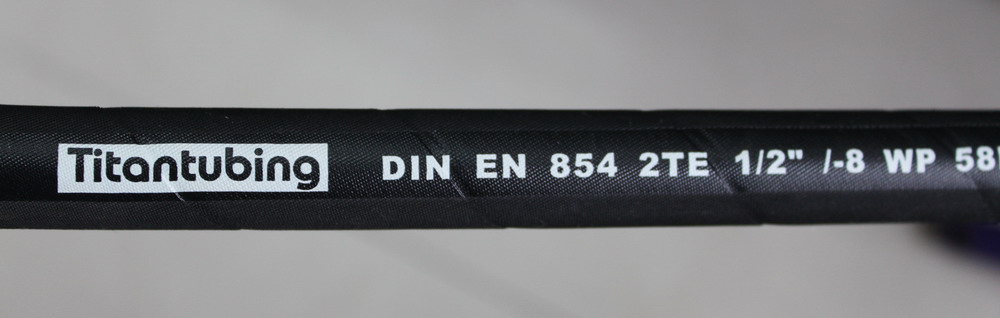 Titantubing DIN EN 854 2TE 1/2" /-8 WP 58